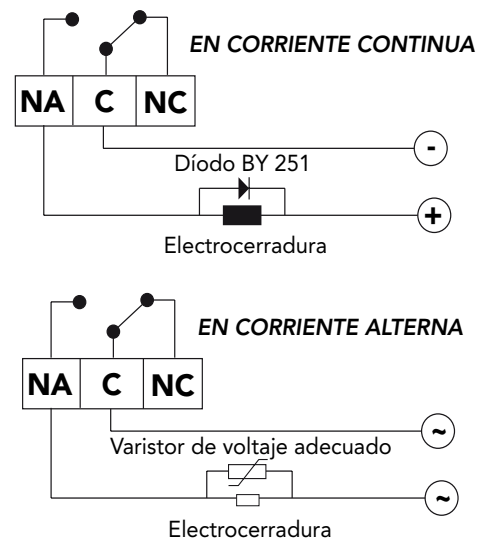 EN CORRIENTE CONTINUA
NA C NC
-
Díodo BY 251
+
Electrocerradura
EN CORRIENTE ALTERNA
NA C NC
~
Varistor de voltaje adecuado
~
Electrocerradura